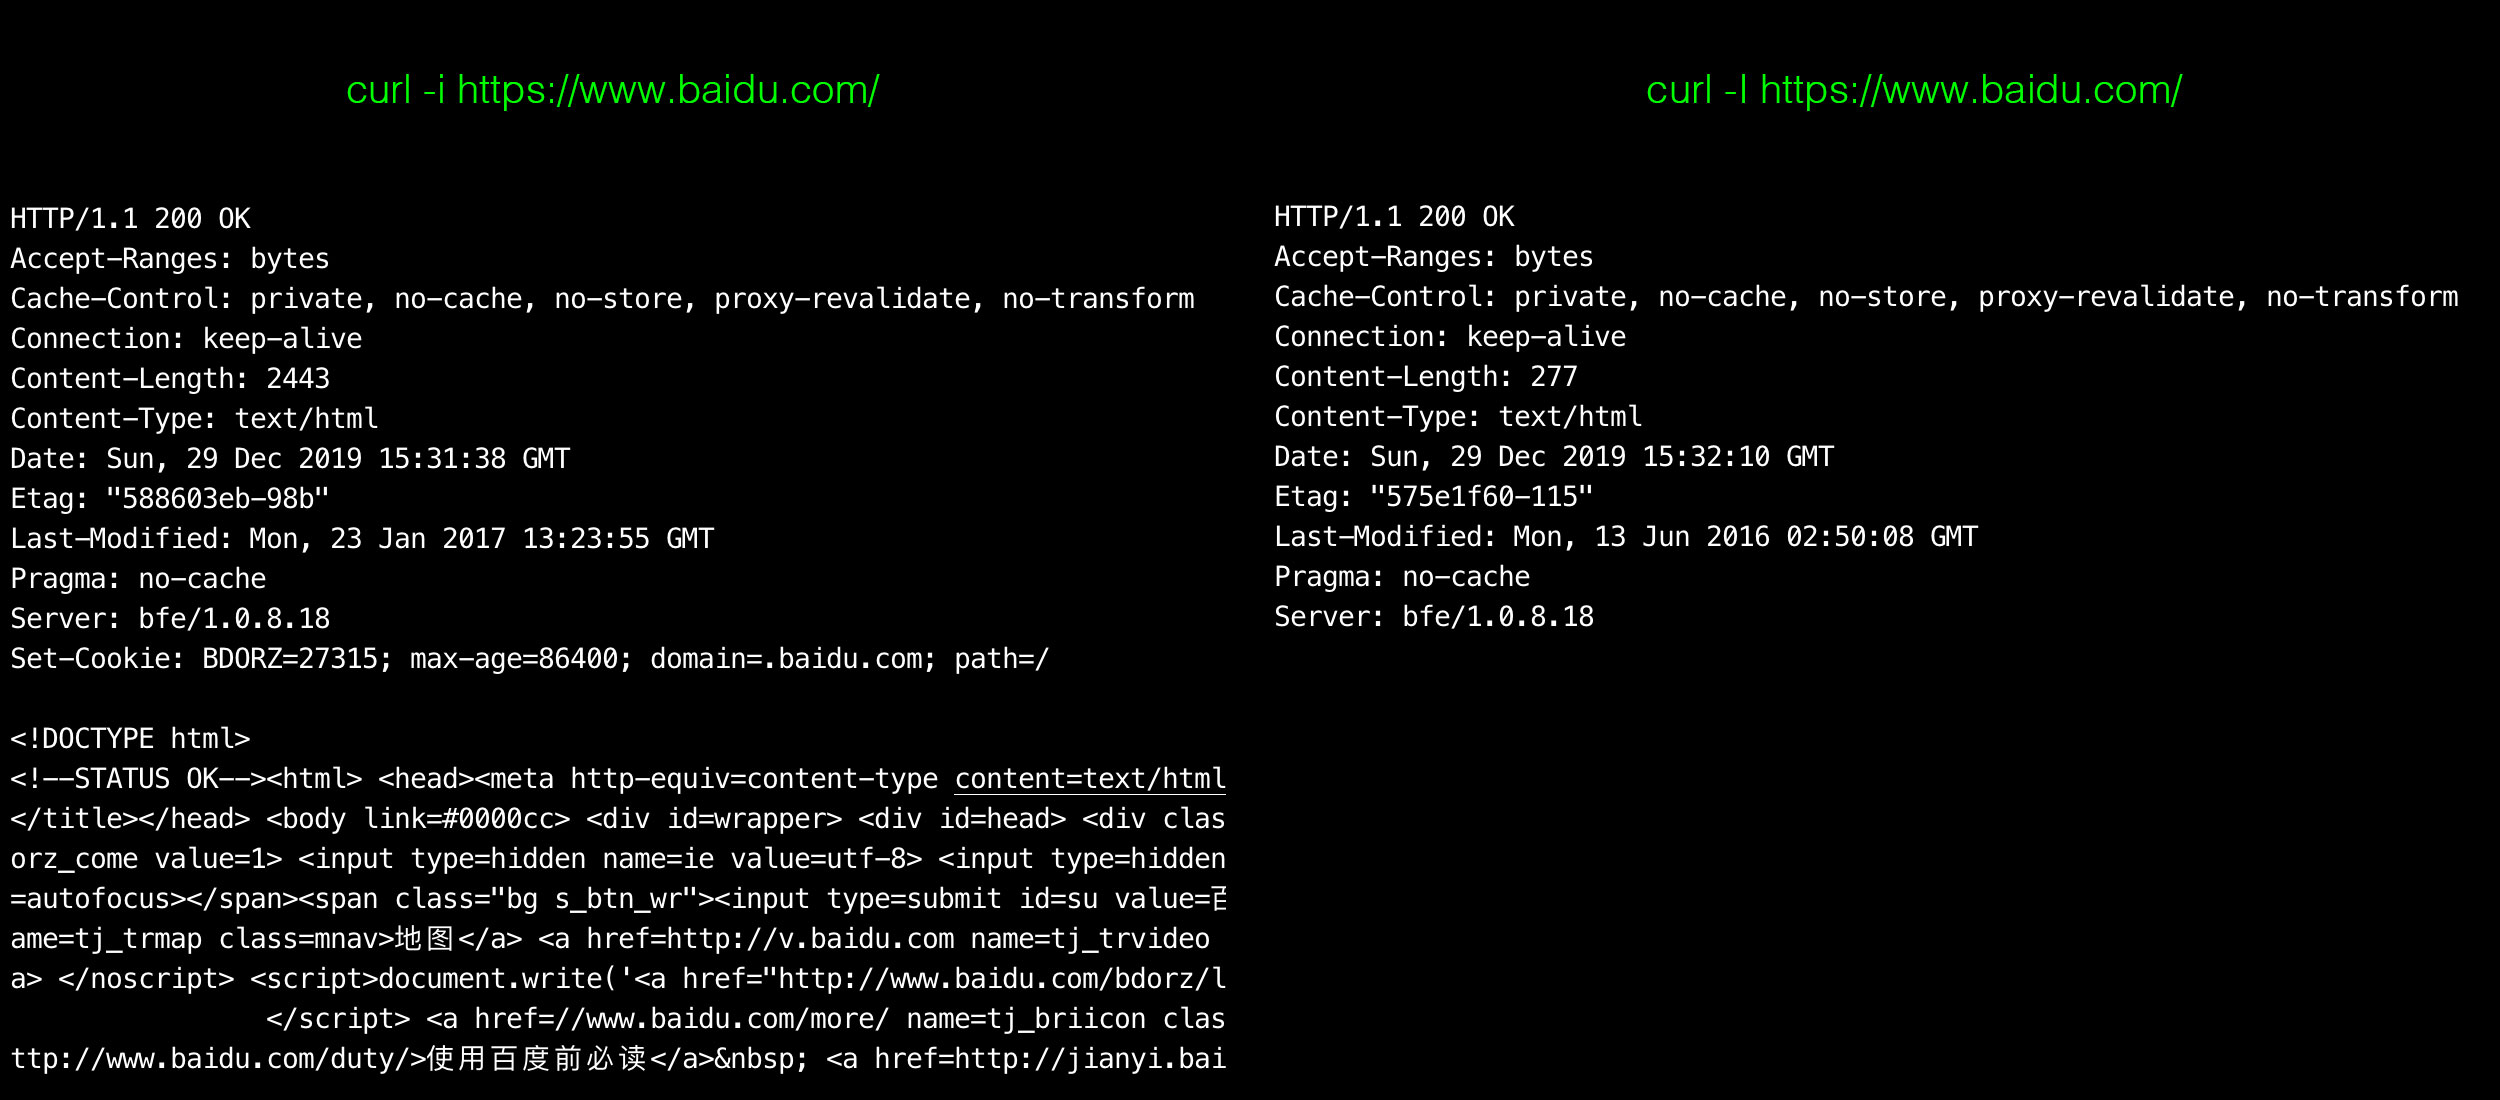 curl -i https://www.baidu.com/
HTTP/1.1 200 OK
Accept-Ranges: bytes
Cache-Control: private, no-cache, no-store, proxy-revalidate, no-transform
Connection: keep-alive
Content-Length: 2443
Content-Type: text/html
Date: Sun, 29 Dec 2019 15:31:38 GMT
Etag: "588603eb-98b"
Last-Modified: Mon, 23 Jan 2017 13:23:55 GMT
Pragma: no-cache
Server: bfe/1.0.8.18
Set-Cookie: BDORZ=27315; max-age=86400; domain=.baidu.com; path=/
<!DOCTYPE html>
<!--STATUS OK--><html> <head><meta http-equiv=content-type content=text/html
</title></head> <body link=#0000cc> <div id=wrapper> <div id=head> <div clas
orz_come value=1> <input type=hidden name=ie value=utf-8> <input type=hidden
=autofocus></span><span class="bg s_btn_wr"><input type=submit id=su value=
ame=tj_trmap class=mnav>地图</a> <a href=http://v.baidu.com name=tj_trvideo
a> </noscript> <script>document.write('<a href="http://www.baidu.com/bdorz/l
</script> <a href=//www.baidu.com/more/ name=tj_briicon clas
ttp://www.baidu.com/duty/>使用百度前必读</a>&nbsp; <a href=http://jianyi.bai
curl -I https://www.baidu.com/
HTTP/1.1 200 OK
Accept-Ranges: bytes
Cache-Control: private, no-cache, no-store, proxy-revalidate, no-transform
Connection: keep-alive
Content-Length: 277
Content-Type: text/html
Date: Sun, 29 Dec 2019 15:32:10 GMT
Etag: "575e1f60-115"
Last-Modified: Mon, 13 Jun 2016 02:50:08 GMT
Pragma: no-cache
Server: bfe/1.0.8.18